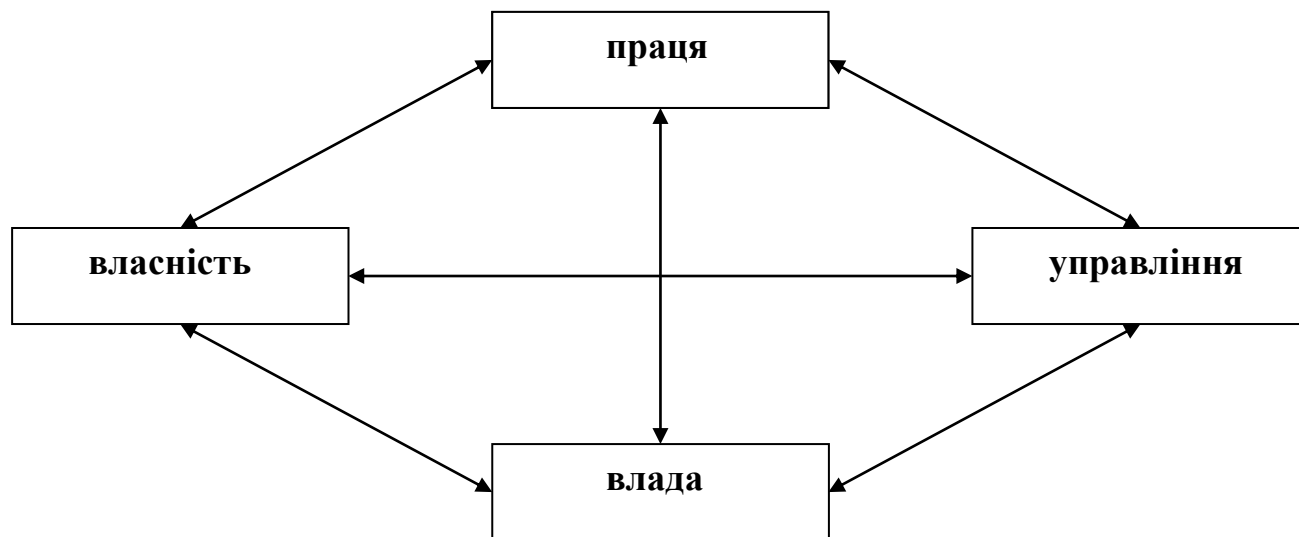 праця
власність
управління
влада